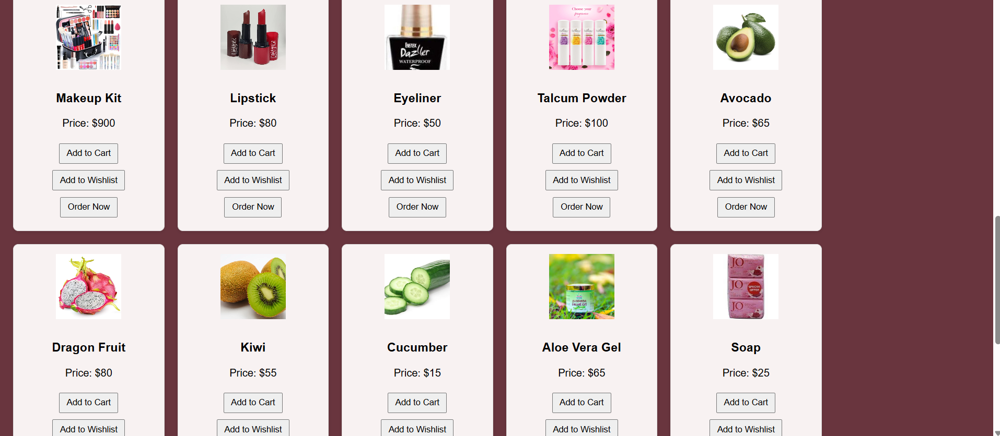 Choose your
fragrance
LIPSTICK
LIPSTICK
EYETEX
Dazller
WATERPROOF
Makeup Kit
Lipstick
Eyeliner
Talcum Powder
Avocado
Price: $900
Price: $80
Price: $50
Price: $100
Price: $65
Add to Cart
Add to Cart
Add to Cart
Add to Cart
Add to Cart
Add to Wishlist
Add to Wishlist
Add to Wishlist
Add to Wishlist
Add to Wishlist
Order Now
Order Now
Order Now
Order Now
Order Now
JO
JO
SPECIAL
OFFER
JO
ALOEVERA
Facial Gel
Dragon Fruit
Kiwi
Cucumber
Aloe Vera Gel
Soap
Price: $80
Price: $55
Price: $15
Price: $65
Price: $25
Add to Cart
Add to Cart
Add to Cart
Add to Cart
Add to Cart
Add to Wishlist
Add to Wishlist
Add to Wishlist
Add to Wishlist
Add to Wishlist